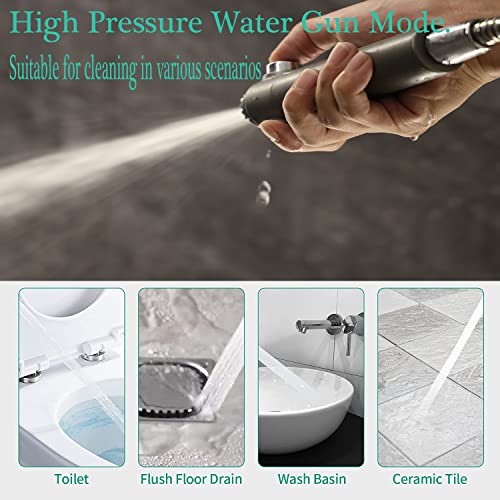 High Pressure Water Gun Mode.
Suitable for cleaning in various scenarios
Toilet
Flush Floor Drain
Wash Basin
Ceramic Tile